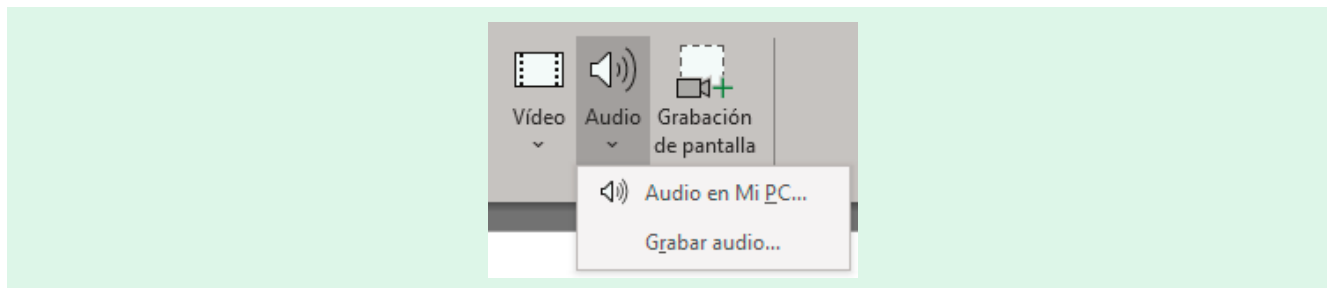 Vídeo Audio Grabación
de pantalla
Audio en Mi PC...
Grabar audio...